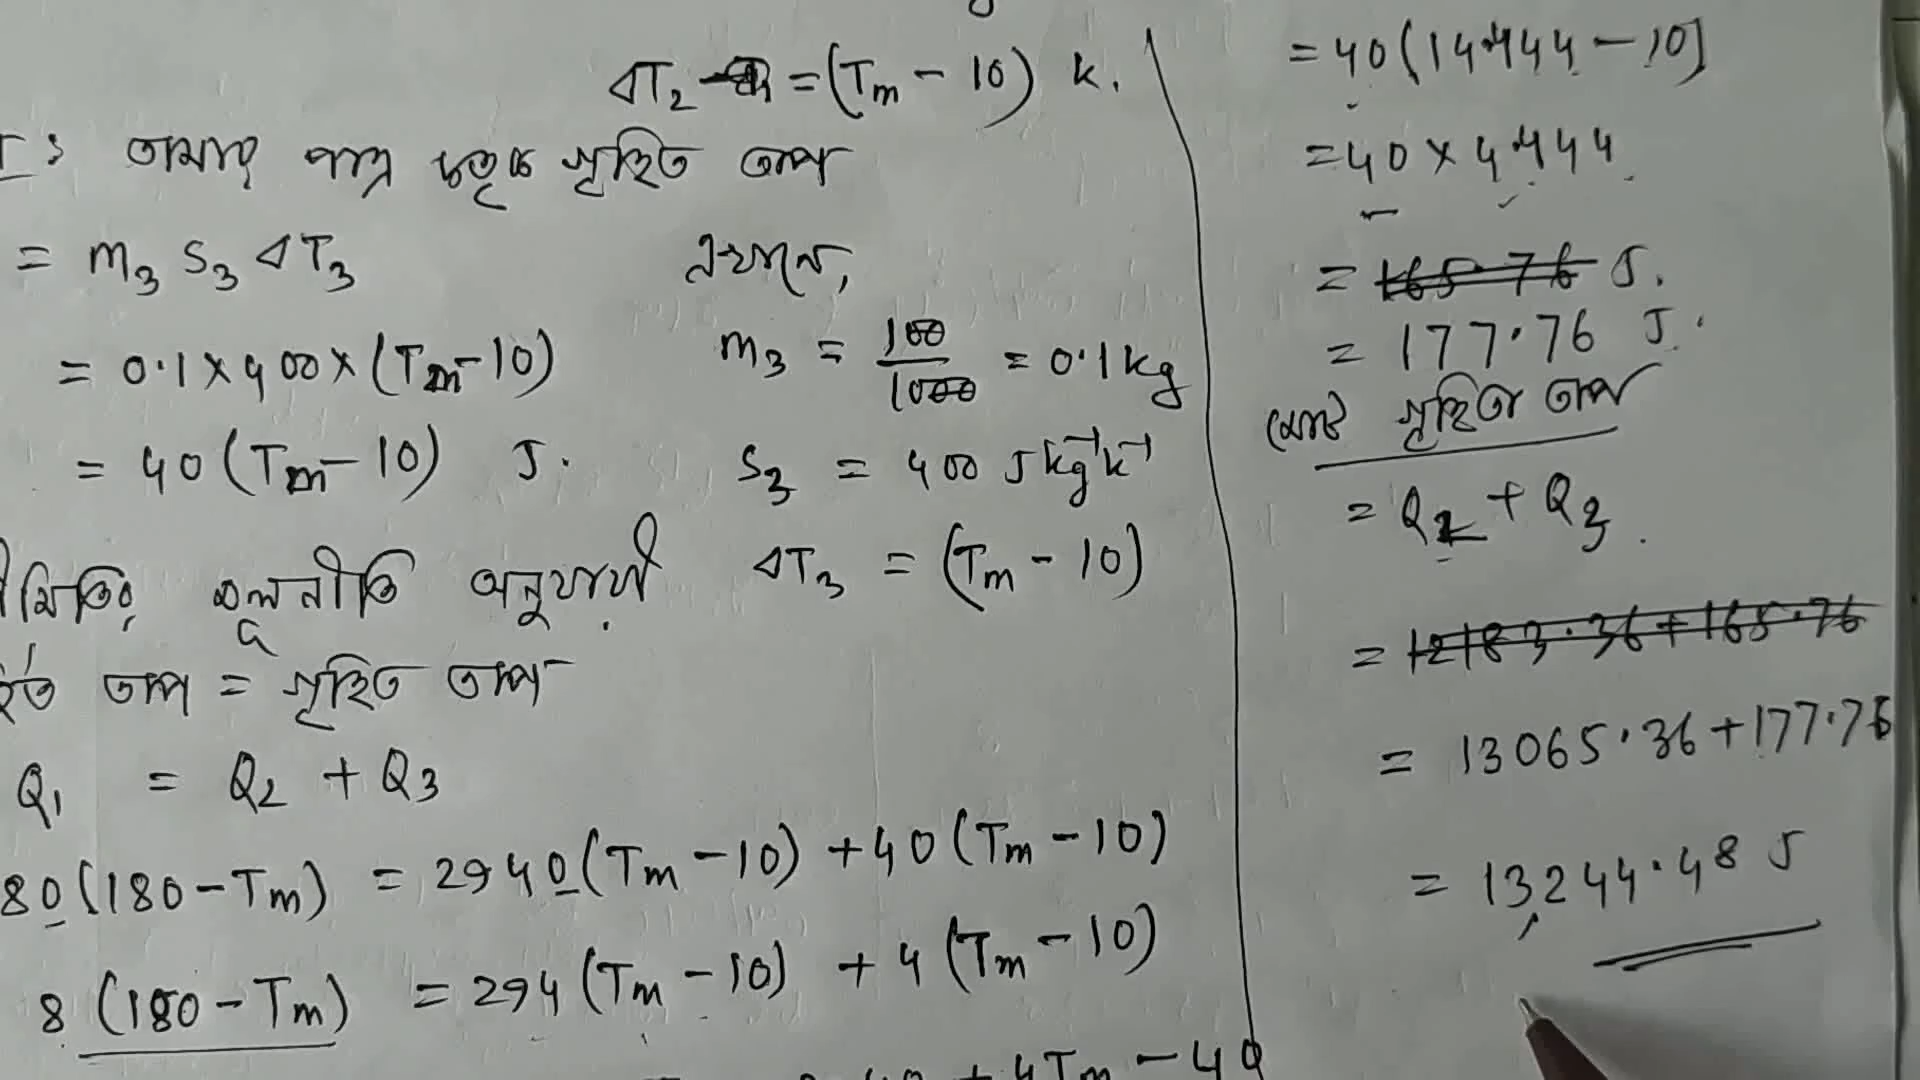 ΔT₂ = (Tm − 10) K.
পাত্র কর্তৃক গৃহিত তাপ
= m₃ s₃ ΔT₃
এখানে,
= 0.1 × 400 × (Tm − 10)
m₃ = 100/1000 = 0.1 kg
= 40 (Tm − 10) J.
s₃ = 400 J kg⁻¹ K⁻¹
মূলনীতি অনুযায়ী
ΔT₃ = (Tm − 10)
তাপ = গৃহিত তাপ
Q₁ = Q₂ + Q₃
80 (180 − Tm) = 2940 (Tm − 10) + 40 (Tm − 10)
8 (180 − Tm) = 294 (Tm − 10) + 4 (Tm − 10)
+ 4Tm − 40
= 40 (14.444 − 10)
= 40 × 4.444
= 165.76 J.
= 177.76 J.
মোট গৃহিত তাপ
= Q₂ + Q₃.
= 12183.36 + 165.76
= 13065.36 + 177.76
= 13244.48 J